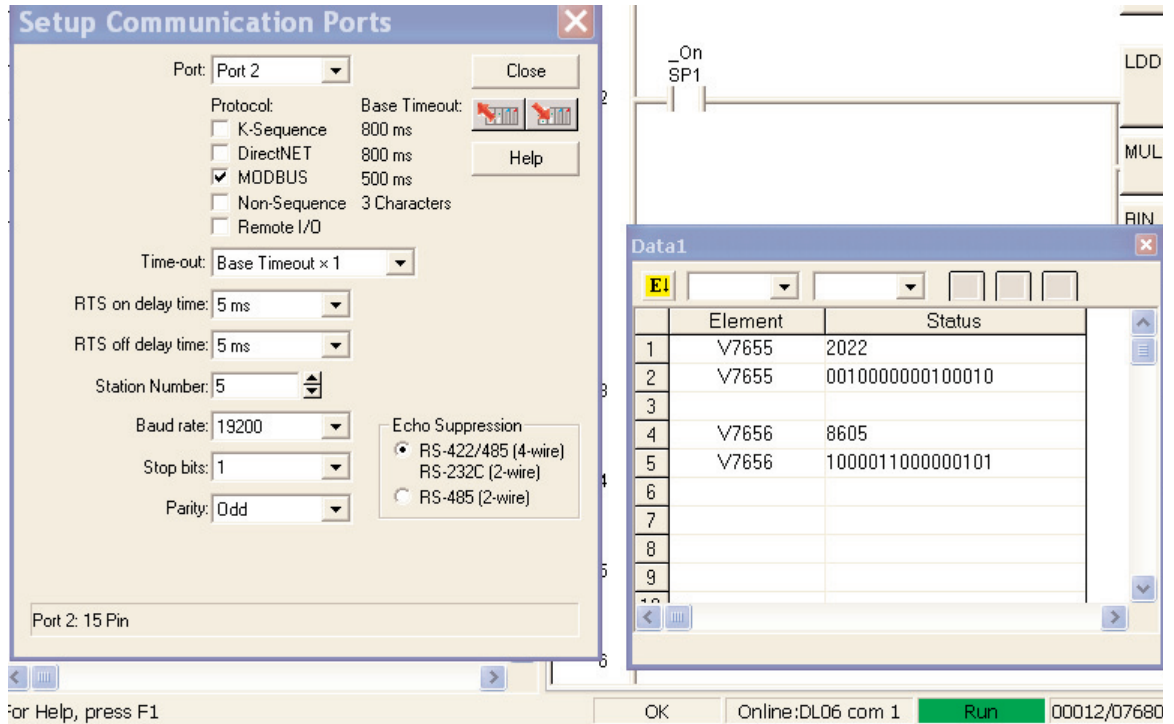 Setup Communication Ports
Port: Port 2
Close
Protocol: Base Timeout:
K-Sequence 800 ms
DirectNET 800 ms
Help
MODBUS 500 ms
Non-Sequence 3 Characters
Remote I/O
Time-out: Base Timeout × 1
RTS on delay time: 5 ms
RTS off delay time: 5 ms
Station Number: 5
Baud rate: 19200
Stop bits: 1
Parity: Odd
Echo Suppression
RS-422/485 (4-wire)
RS-232C (2-wire)
RS-485 (2-wire)
Port 2: 15 Pin
_On
SP1
2
LDD
MUL
BIN
Data1
E↓
Element Status
1 V7655 2022
2 V7655 0010000000100010
3
4 V7656 8605
5 V7656 1000011000000101
6
7
8
9
10
6
For Help, press F1
OK
Online:DL06 com 1
Run
00012/07680